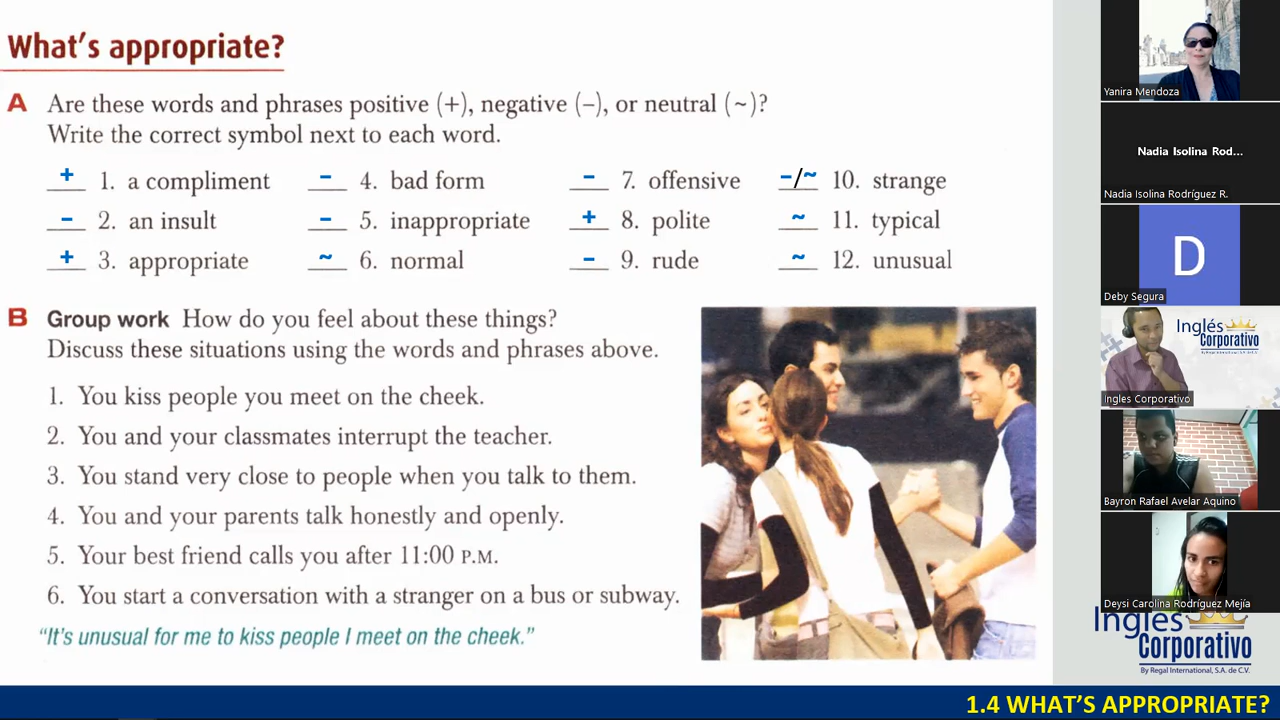 What's appropriate?
A Are these words and phrases positive (+), negative (–), or neutral (~)?
Write the correct symbol next to each word.
+ 1. a compliment
- 2. an insult
+ 3. appropriate
- 4. bad form
- 5. inappropriate
~ 6. normal
- 7. offensive
+ 8. polite
- 9. rude
-/~ 10. strange
~ 11. typical
~ 12. unusual
B Group work How do you feel about these things?
Discuss these situations using the words and phrases above.
1. You kiss people you meet on the cheek.
2. You and your classmates interrupt the teacher.
3. You stand very close to people when you talk to them.
4. You and your parents talk honestly and openly.
5. Your best friend calls you after 11:00 P.M.
6. You start a conversation with a stranger on a bus or subway.
"It's unusual for me to kiss people I meet on the cheek."
Yanira Mendoza
Nadia Isolina Rod...
Nadia Isolina Rodríguez R.
D
Deby Segura
Inglés
Corporativo
Ingles Corporativo
Bayron Rafael Avelar Aquino
Deysi Carolina Rodríguez Mejía
Inglés
Corporativo
By Regal International, S.A. de C.V.
1.4 WHAT'S APPROPRIATE?